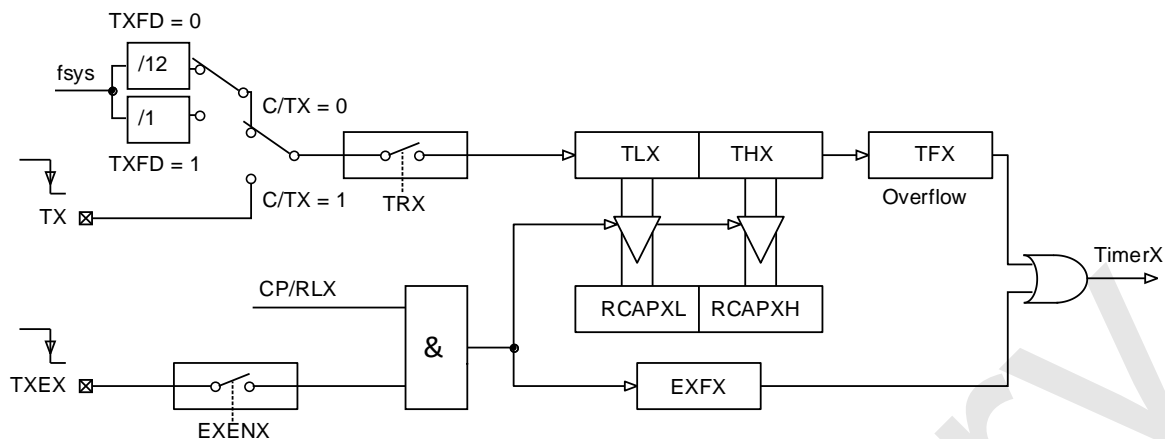 TXFD = 0
/12
fsys
C/TX = 0
/1
TXFD = 1
TX
C/TX = 1
TRX
TLX
THX
TFX
Overflow
TimerX
CP/RLX
&
RCAPXL
RCAPXH
TXEX
EXENX
EXFX